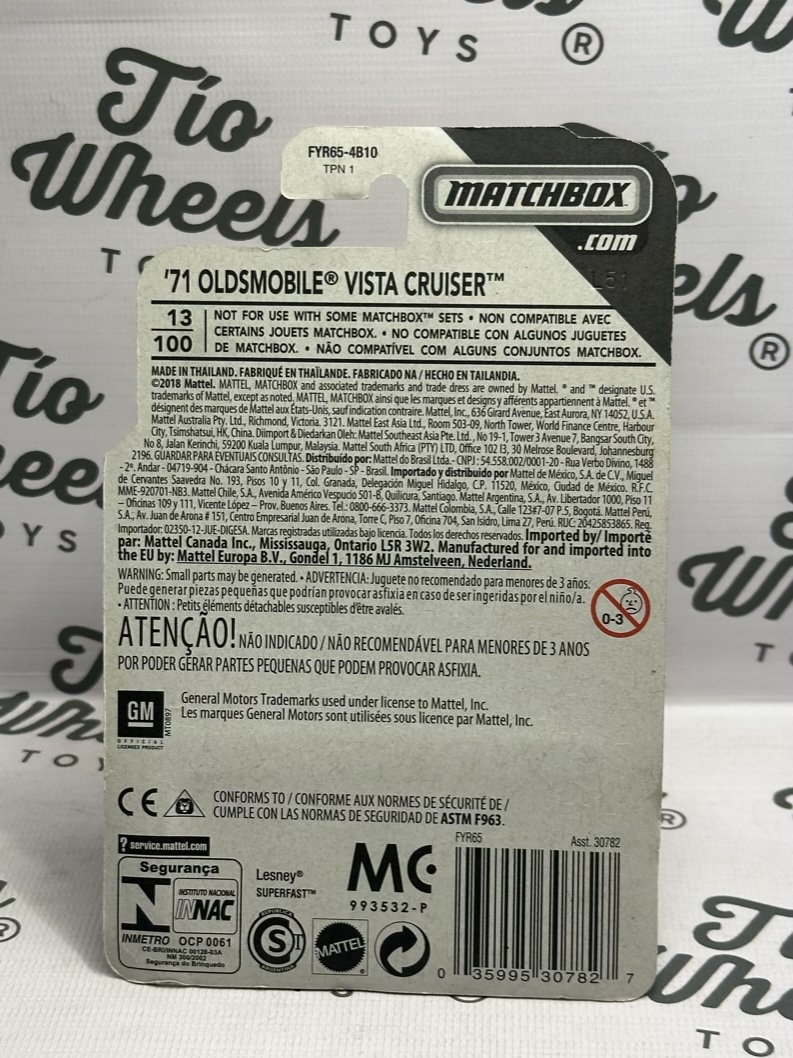 TOYS ®
Tío
Wheels
FYR65-4B10
TPN 1
MATCHBOX
.com
L51
'71 OLDSMOBILE® VISTA CRUISER™
13
100
NOT FOR USE WITH SOME MATCHBOX™ SETS • NON COMPATIBLE AVEC
CERTAINS JOUETS MATCHBOX. • NO COMPATIBLE CON ALGUNOS JUGUETES
DE MATCHBOX. • NÃO COMPATÍVEL COM ALGUNS CONJUNTOS MATCHBOX.
MADE IN THAILAND. FABRIQUÉ EN THAÏLANDE. FABRICADO NA / HECHO EN TAILANDIA.
©2018 Mattel. MATTEL, MATCHBOX and associated trademarks and trade dress are owned by Mattel. ® and ™ designate U.S.
trademarks of Mattel, except as noted. MATTEL, MATCHBOX ainsi que les marques et designs y afférents appartiennent à Mattel. ® et ™
désignent des marques de Mattel aux États-Unis, sauf indication contraire. Mattel, Inc., 636 Girard Avenue, East Aurora, NY 14052, U.S.A.
Mattel Australia Pty. Ltd., Richmond, Victoria. 3121. Mattel East Asia Ltd., Room 503-09, North Tower, World Finance Centre, Harbour
City, Tsimshatsui, HK, China. Diimport & Diedarkan Oleh: Mattel Southeast Asia Pte. Ltd., No 19-1, Tower 3 Avenue 7, Bangsar South City,
No 8, Jalan Kerinchi, 59200 Kuala Lumpur, Malaysia. Mattel South Africa (PTY) LTD, Office 102 I3, 30 Melrose Boulevard, Johannesburg
2196. GUARDAR PARA EVENTUAIS CONSULTAS. Distribuído por: Mattel do Brasil Ltda.- CNPJ : 54.558.002/0001-20 - Rua Verbo Divino, 1488
- 2º. Andar - 04719-904 - Chácara Santo Antônio - São Paulo - SP - Brasil. Importado y distribuido por Mattel de México, S.A. de C.V., Miguel
de Cervantes Saavedra No. 193, Pisos 10 y 11, Col. Granada, Delegación Miguel Hidalgo, C.P. 11520, México, Ciudad de México. R.F.C.
MME-920701-NB3. Mattel Chile, S.A., Avenida Américo Vespucio 501-B, Quilicura, Santiago. Mattel Argentina, S.A., Av. Libertador 1000, Piso 11
– Oficinas 109 y 111, Vicente López – Prov. Buenos Aires. Tel.: 0800-666-3373. Mattel Colombia, S.A., Calle 123#7-07 P.5, Bogotá. Mattel Perú,
S.A., Av. Juan de Arona # 151, Centro Empresarial Juan de Arona, Torre C, Piso 7, Oficina 704, San Isidro, Lima 27, Perú. RUC: 20425853865. Reg.
Importador: 02350-12-JUE-DIGESA. Marcas registradas utilizadas bajo licencia. Todos los derechos reservados. Imported by/ Importé
par: Mattel Canada Inc., Mississauga, Ontario L5R 3W2. Manufactured for and imported into
the EU by: Mattel Europa B.V., Gondel 1, 1186 MJ Amstelveen, Nederland.
WARNING: Small parts may be generated. • ADVERTENCIA: Juguete no recomendado para menores de 3 años.
Puede generar piezas pequeñas que podrían provocar asfixia en caso de ser ingeridas por el niño/a.
• ATTENTION : Petits éléments détachables susceptibles d'être avalés.
0-3
ATENÇÃO! NÃO INDICADO / NÃO RECOMENDÁVEL PARA MENORES DE 3 ANOS
POR PODER GERAR PARTES PEQUENAS QUE PODEM PROVOCAR ASFIXIA.
GM
OFFICIAL
LICENSED PRODUCT
MT0897
General Motors Trademarks used under license to Mattel, Inc.
Les marques General Motors sont utilisées sous licence par Mattel, Inc.
CE
CONFORMS TO / CONFORME AUX NORMES DE SÉCURITÉ DE /
CUMPLE CON LAS NORMAS DE SEGURIDAD DE ASTM F963.
? service.mattel.com
FYR65
Asst. 30782
Segurança
INSTITUTO NACIONAL
INNAC
INMETRO OCP 0061
CE-BRI/INNAC 00128-03A
NM 300/2002
Segurança do Brinquedo
Lesney®
SUPERFAST™
MC
993532-P
REPUBLICA
S
ARGENTINA
MATTEL
®
0 35995 30782 7